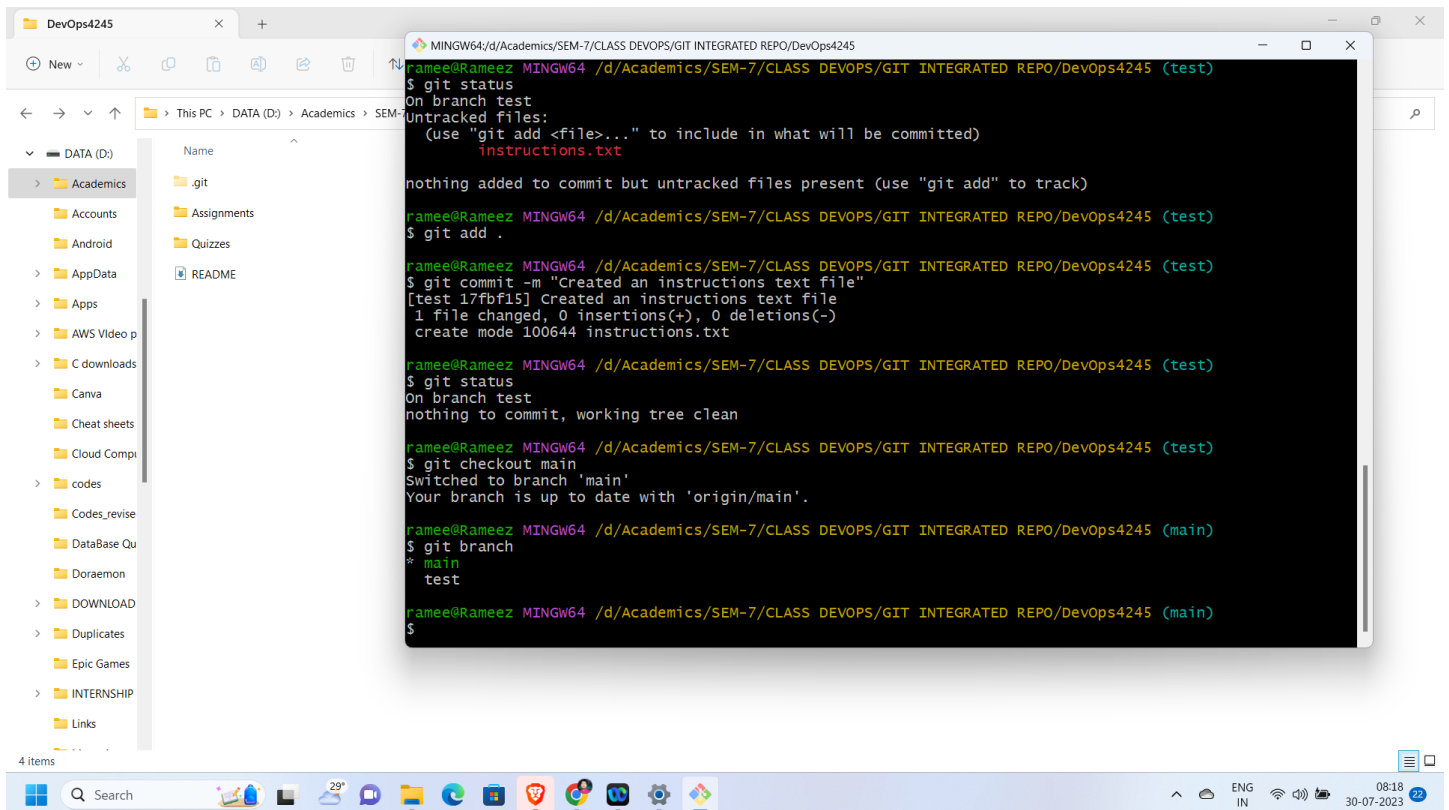 DevOps4245
New
This PC > DATA (D:) > Academics > SEM-7
DATA (D:)
Academics
Accounts
Android
AppData
Apps
AWS VIdeo p
C downloads
Canva
Cheat sheets
Cloud Compu
codes
Codes_revise
DataBase Qu
Doraemon
DOWNLOAD
Duplicates
Epic Games
INTERNSHIP
Links
Name
.git
Assignments
Quizzes
README
4 items
MINGW64:/d/Academics/SEM-7/CLASS DEVOPS/GIT INTEGRATED REPO/DevOps4245
ramee@Rameez MINGW64 /d/Academics/SEM-7/CLASS DEVOPS/GIT INTEGRATED REPO/DevOps4245 (test)
$ git status
On branch test
Untracked files:
(use "git add <file>..." to include in what will be committed)
instructions.txt
nothing added to commit but untracked files present (use "git add" to track)
ramee@Rameez MINGW64 /d/Academics/SEM-7/CLASS DEVOPS/GIT INTEGRATED REPO/DevOps4245 (test)
$ git add .
ramee@Rameez MINGW64 /d/Academics/SEM-7/CLASS DEVOPS/GIT INTEGRATED REPO/DevOps4245 (test)
$ git commit -m "Created an instructions text file"
[test 17fbf15] Created an instructions text file
1 file changed, 0 insertions(+), 0 deletions(-)
create mode 100644 instructions.txt
ramee@Rameez MINGW64 /d/Academics/SEM-7/CLASS DEVOPS/GIT INTEGRATED REPO/DevOps4245 (test)
$ git status
On branch test
nothing to commit, working tree clean
ramee@Rameez MINGW64 /d/Academics/SEM-7/CLASS DEVOPS/GIT INTEGRATED REPO/DevOps4245 (test)
$ git checkout main
Switched to branch 'main'
Your branch is up to date with 'origin/main'.
ramee@Rameez MINGW64 /d/Academics/SEM-7/CLASS DEVOPS/GIT INTEGRATED REPO/DevOps4245 (main)
$ git branch
* main
test
ramee@Rameez MINGW64 /d/Academics/SEM-7/CLASS DEVOPS/GIT INTEGRATED REPO/DevOps4245 (main)
$
Search
29°
ENG
IN
08:18
30-07-2023
22